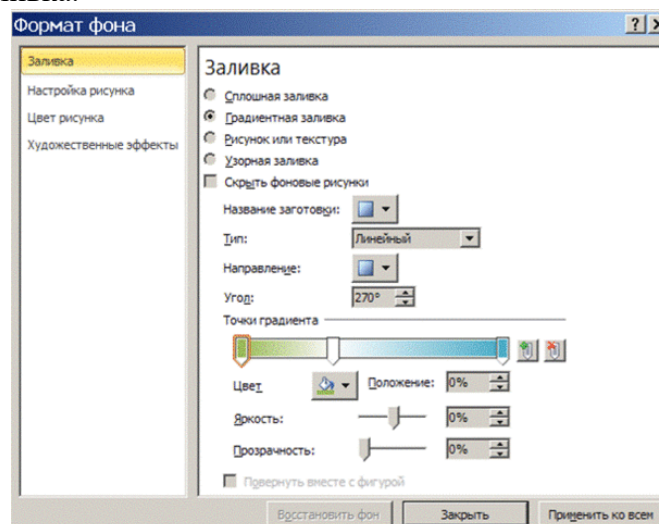 Формат фона
Заливка
Настройка рисунка
Цвет рисунка
Художественные эффекты
Заливка
Сплошная заливка
Градиентная заливка
Рисунок или текстура
Узорная заливка
Скрыть фоновые рисунки
Название заготовки:
Тип: Линейный
Направление:
Угол: 270°
Точки градиента
Цвет Положение: 0%
Яркость: 0%
Прозрачность: 0%
Повернуть вместе с фигурой
Восстановить фон Закрыть Применить ко всем